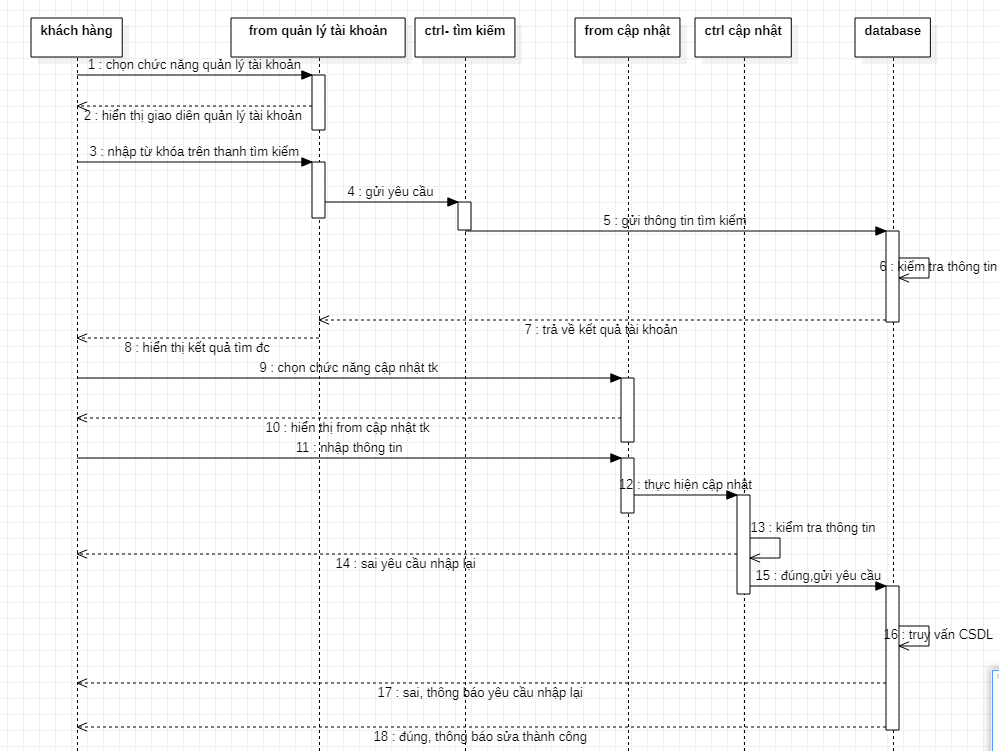 khách hàng
from quản lý tài khoản
ctrl- tìm kiếm
from cập nhật
ctrl cập nhật
database
1 : chọn chức năng quản lý tài khoản
2 : hiển thị giao diên quản lý tài khoản
3 : nhập từ khóa trên thanh tìm kiếm
4 : gửi yêu cầu
5 : gửi thông tin tìm kiếm
6 : kiểm tra thông tin
7 : trả về kết quả tài khoản
8 : hiển thị kết quả tìm đc
9 : chọn chức năng cập nhật tk
10 : hiển thị from cập nhật tk
11 : nhập thông tin
12 : thực hiện cập nhật
13 : kiểm tra thông tin
14 : sai yêu cầu nhập lại
15 : đúng,gửi yêu cầu
16 : truy vấn CSDL
17 : sai, thông báo yêu cầu nhập lại
18 : đúng, thông báo sửa thành công